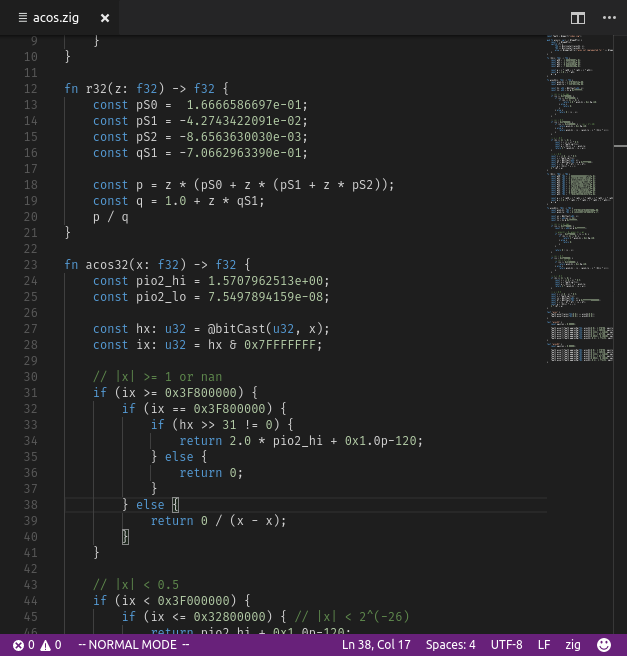 acos.zig
9 }
10 }
11
12 fn r32(z: f32) -> f32 {
13 const pS0 =  1.6666586697e-01;
14 const pS1 = -4.2743422091e-02;
15 const pS2 = -8.6563630030e-03;
16 const qS1 = -7.0662963390e-01;
17
18 const p = z * (pS0 + z * (pS1 + z * pS2));
19 const q = 1.0 + z * qS1;
20 p / q
21 }
22
23 fn acos32(x: f32) -> f32 {
24 const pio2_hi = 1.5707962513e+00;
25 const pio2_lo = 7.5497894159e-08;
26
27 const hx: u32 = @bitCast(u32, x);
28 const ix: u32 = hx & 0x7FFFFFFF;
29
30 // |x| >= 1 or nan
31 if (ix >= 0x3F800000) {
32 if (ix == 0x3F800000) {
33 if (hx >> 31 != 0) {
34 return 2.0 * pio2_hi + 0x1.0p-120;
35 } else {
36 return 0;
37 }
38 } else {
39 return 0 / (x - x);
40 }
41 }
42
43 // |x| < 0.5
44 if (ix < 0x3F000000) {
45 if (ix <= 0x32800000) { // |x| < 2^(-26)
46 return pio2_hi + 0x1.0p-120;
0 0 -- NORMAL MODE -- Ln 38, Col 17 Spaces: 4 UTF-8 LF zig